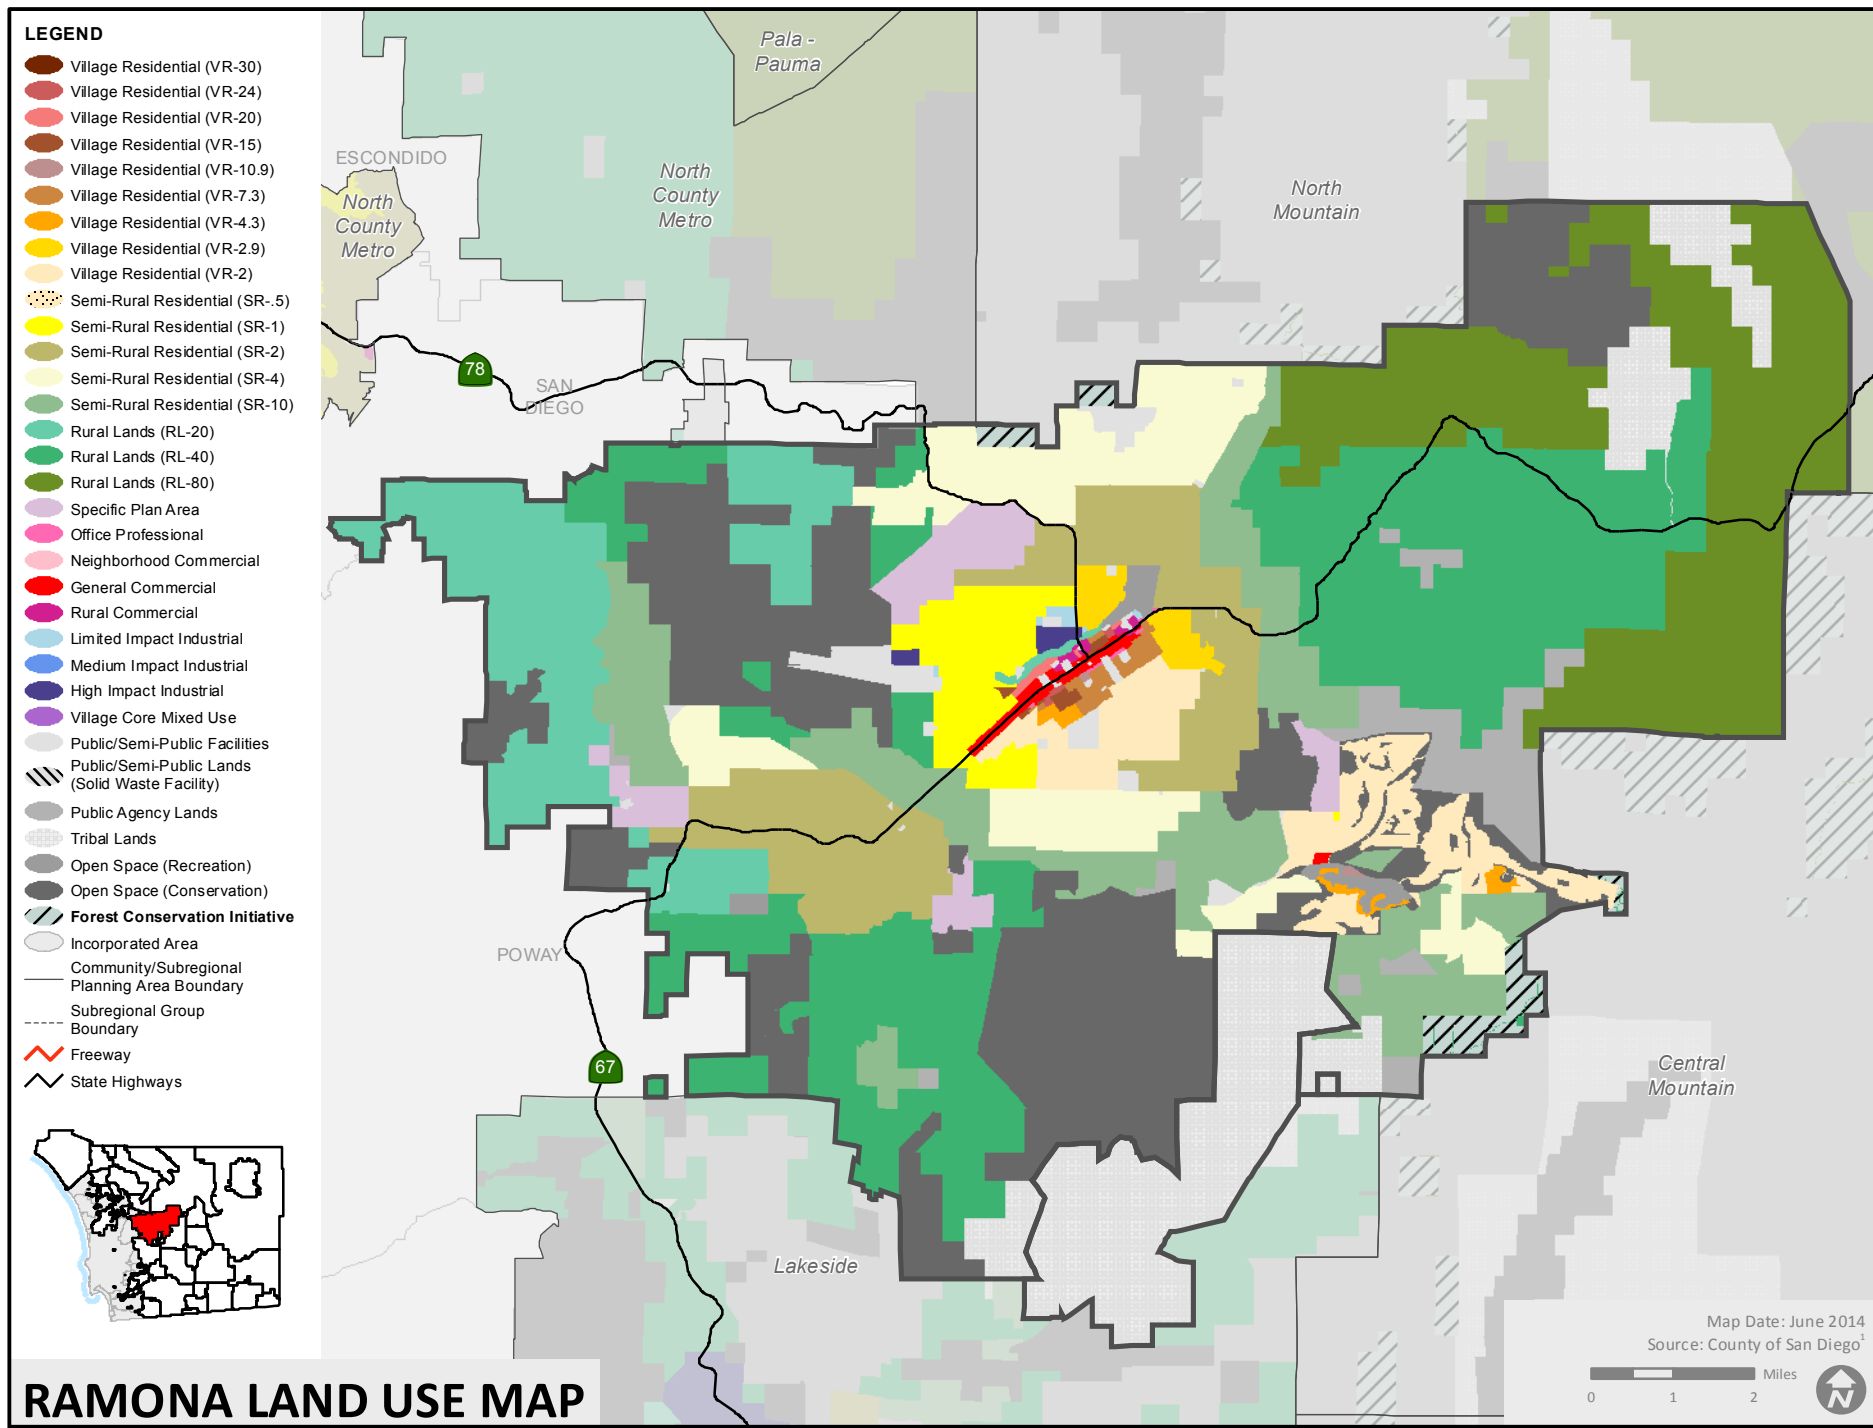 LEGEND
Village Residential (VR-30)
Village Residential (VR-24)
Village Residential (VR-20)
Village Residential (VR-15)
Village Residential (VR-10.9)
Village Residential (VR-7.3)
Village Residential (VR-4.3)
Village Residential (VR-2.9)
Village Residential (VR-2)
Semi-Rural Residential (SR-.5)
Semi-Rural Residential (SR-1)
Semi-Rural Residential (SR-2)
Semi-Rural Residential (SR-4)
Semi-Rural Residential (SR-10)
Rural Lands (RL-20)
Rural Lands (RL-40)
Rural Lands (RL-80)
Specific Plan Area
Office Professional
Neighborhood Commercial
General Commercial
Rural Commercial
Limited Impact Industrial
Medium Impact Industrial
High Impact Industrial
Village Core Mixed Use
Public/Semi-Public Facilities
Public/Semi-Public Lands
(Solid Waste Facility)
Public Agency Lands
Tribal Lands
Open Space (Recreation)
Open Space (Conservation)
Forest Conservation Initiative
Incorporated Area
Community/Subregional
Planning Area Boundary
Subregional Group
Boundary
Freeway
State Highways
Pala -
Pauma
ESCONDIDO
North
County
Metro
North
County
Metro
North
Mountain
78
SAN
DIEGO
POWAY
67
Central
Mountain
Lakeside
Map Date: June 2014
Source: County of San Diego1
Miles
0 1 2
N
RAMONA LAND USE MAP